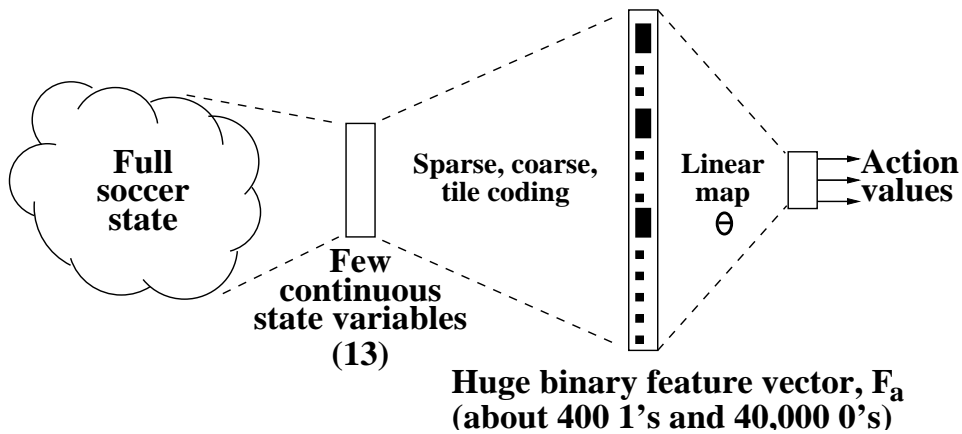 Full
soccer
state
Few
continuous
state variables
(13)
Sparse, coarse,
tile coding
Linear
map
θ
Action
values
Huge binary feature vector, Fa
(about 400 1's and 40,000 0's)